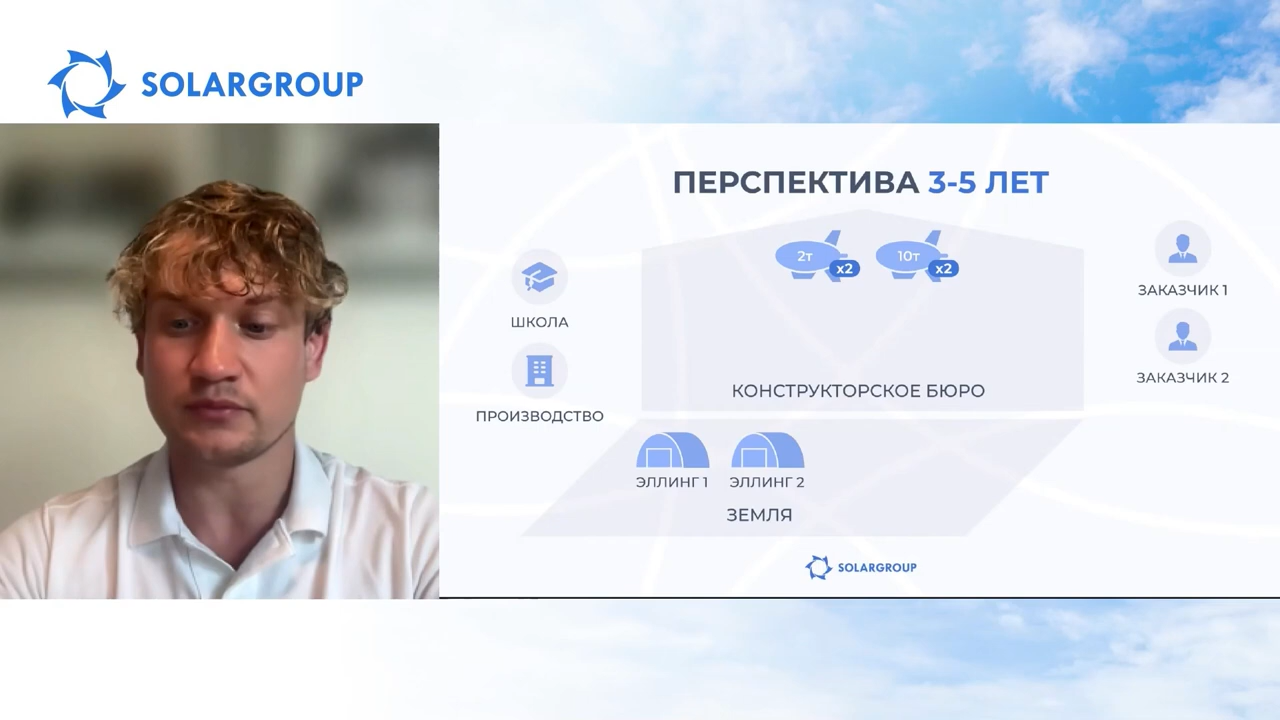 SOLARGROUP
ПЕРСПЕКТИВА 3-5 ЛЕТ
2т x2
10т x2
ШКОЛА
ПРОИЗВОДСТВО
КОНСТРУКТОРСКОЕ БЮРО
ЗАКАЗЧИК 1
ЗАКАЗЧИК 2
ЭЛЛИНГ 1
ЭЛЛИНГ 2
ЗЕМЛЯ
SOLARGROUP